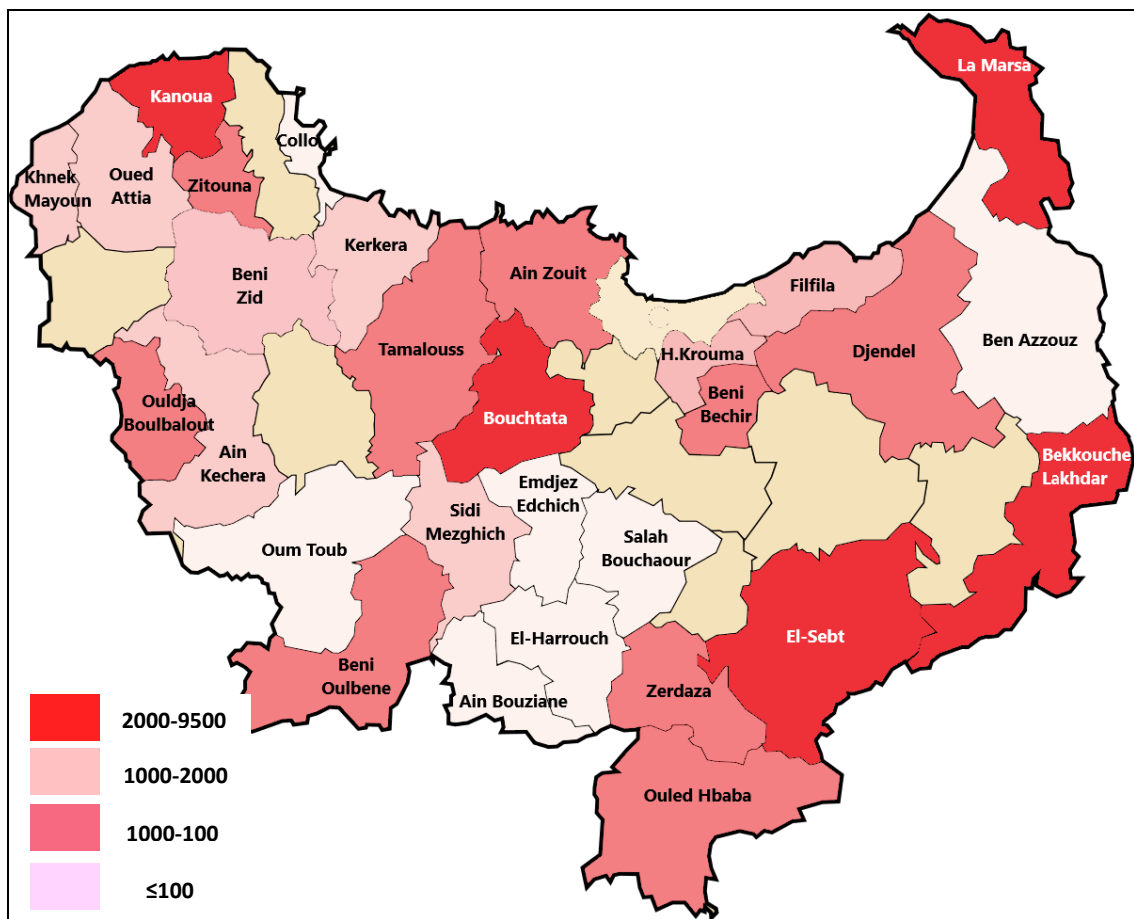 La Marsa
Kanoua
Collo
Khnek
Mayoun
Oued
Attia
Zitouna
Kerkera
Beni
Zid
Ain Zouit
Filfila
Tamalouss
H.Krouma
Djendel
Ben Azzouz
Ouldja
Boulbalout
Bouchtata
Beni
Bechir
Ain
Kechera
Bekkouche
Lakhdar
Emdjez
Edchich
Sidi
Mezghich
Salah
Bouchaour
Oum Toub
El-Harrouch
El-Sebt
Beni
Oulbene
Ain Bouziane
Zerdaza
Ouled Hbaba
2000-9500
1000-2000
1000-100
≤100